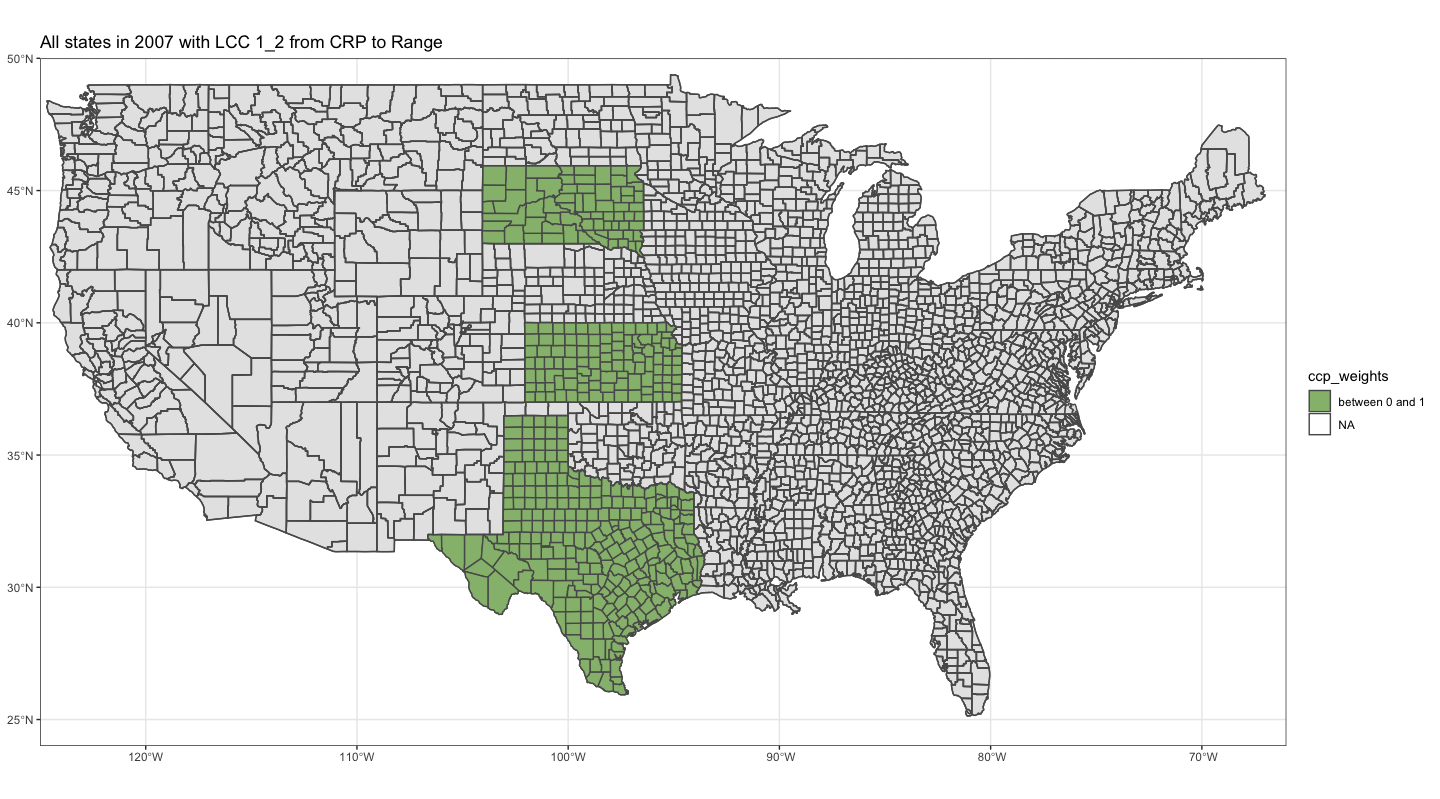 All states in 2007 with LCC 1_2 from CRP to Range
50°N
45°N
40°N
35°N
30°N
25°N
120°W
110°W
100°W
90°W
80°W
70°W
ccp_weights
between 0 and 1
NA